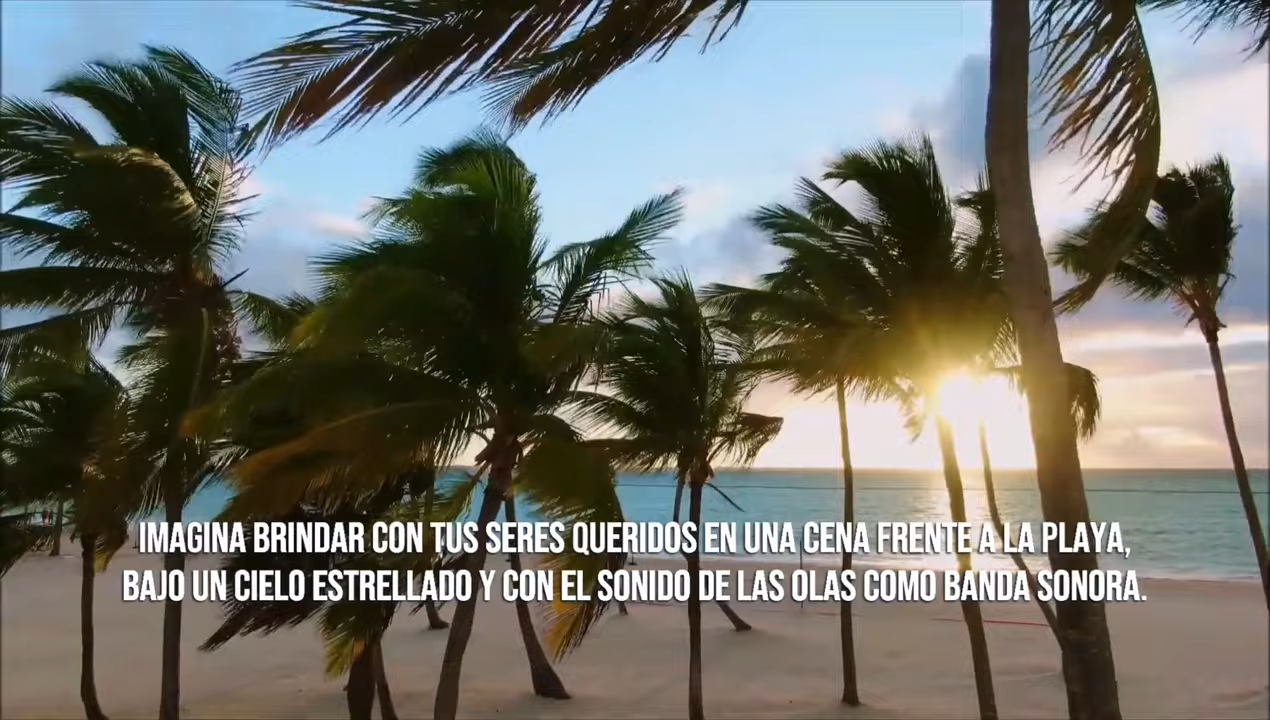 IMAGINA BRINDAR CON TUS SERES QUERIDOS EN UNA CENA FRENTE A LA PLAYA,
BAJO UN CIELO ESTRELLADO Y CON EL SONIDO DE LAS OLAS COMO BANDA SONORA.